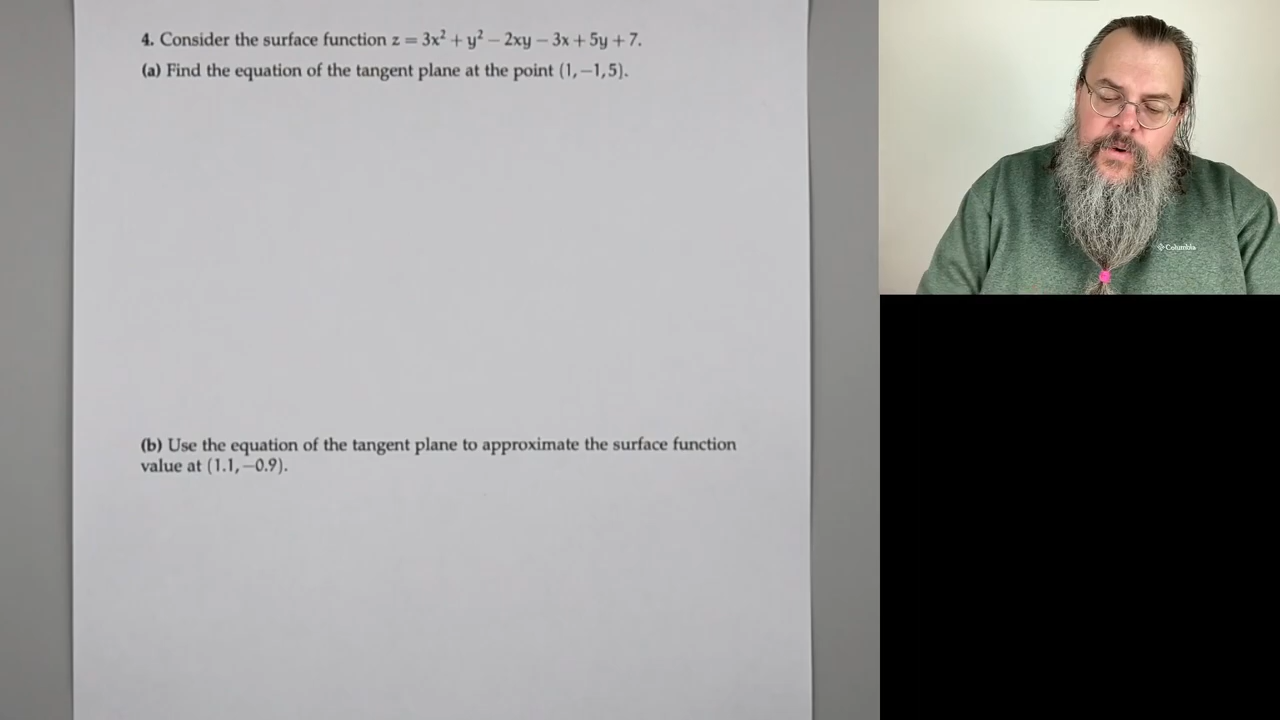 4. Consider the surface function z = 3x² + y² − 2xy − 3x + 5y + 7.
(a) Find the equation of the tangent plane at the point (1, −1, 5).
(b) Use the equation of the tangent plane to approximate the surface function
value at (1.1, −0.9).
Columbia